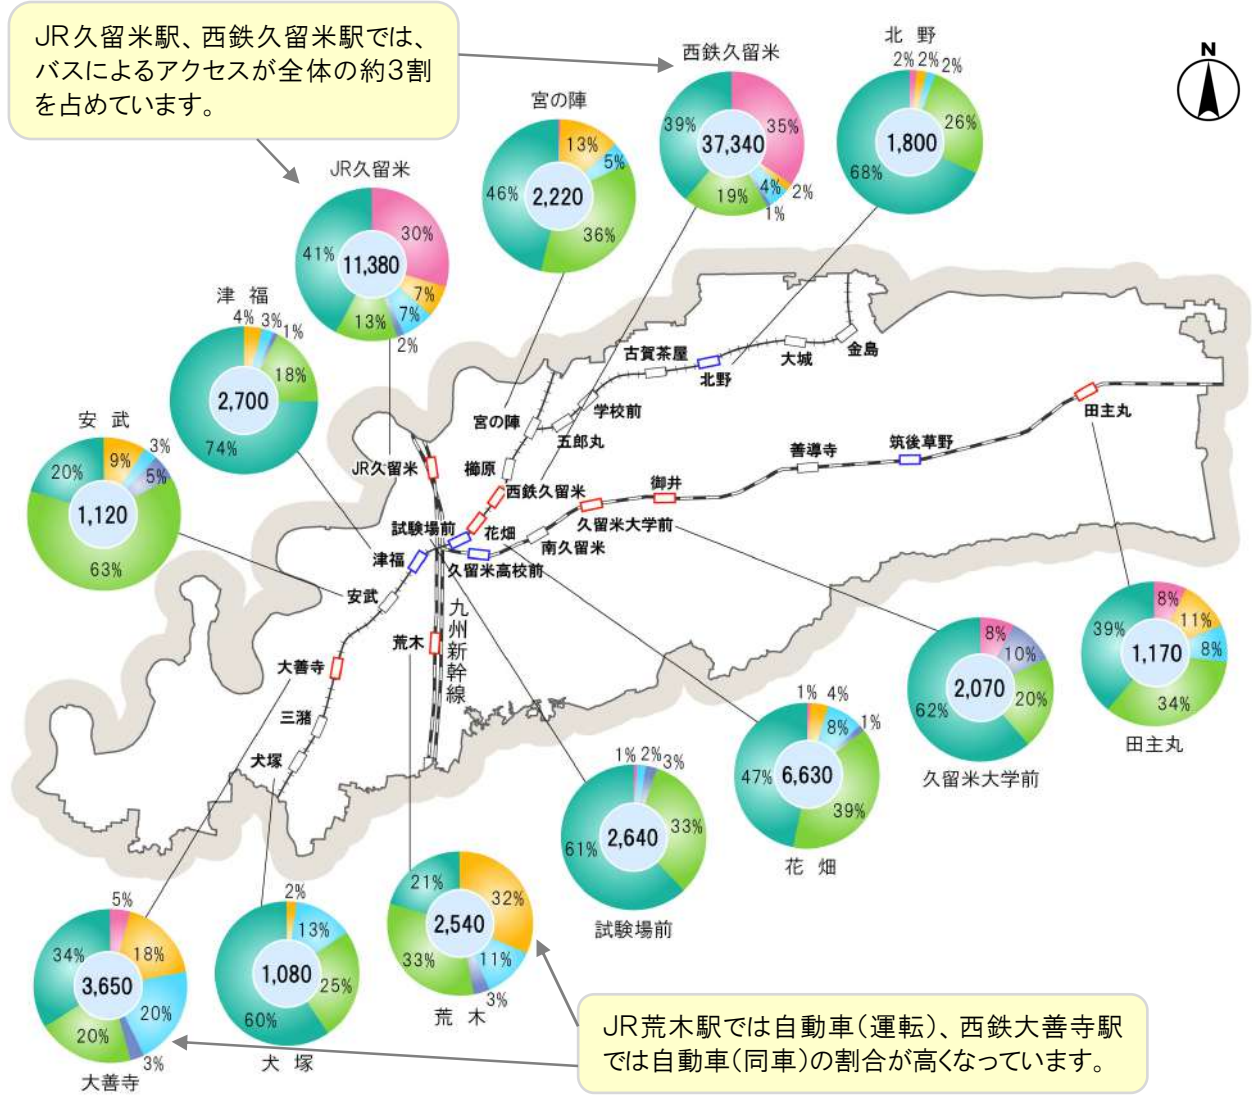 JR久留米駅、西鉄久留米駅では、
バスによるアクセスが全体の約3割
を占めています。
N
西鉄久留米
37,340
35%
2%
4%
1%
19%
39%
北 野
1,800
2%
2%
2%
26%
68%
宮の陣
2,220
13%
5%
36%
46%
JR久留米
11,380
30%
7%
7%
2%
13%
41%
津 福
2,700
4%
3%
1%
18%
74%
安 武
1,120
9%
3%
5%
63%
20%
古賀茶屋
北野
大城
金島
学校前
宮の陣
五郎丸
田主丸
櫛原
善導寺
筑後草野
JR久留米
西鉄久留米
御井
試験場前
花畑
久留米大学前
南久留米
津福
久留米高校前
安武
九州新幹線
荒木
大善寺
三潴
犬塚
田主丸
1,170
8%
11%
8%
34%
39%
久留米大学前
2,070
8%
10%
20%
62%
花 畑
6,630
1%
4%
8%
1%
39%
47%
試験場前
2,640
1%
2%
3%
33%
61%
荒 木
2,540
32%
11%
3%
33%
21%
犬 塚
1,080
2%
13%
25%
60%
大善寺
3,650
5%
18%
20%
3%
20%
34%
JR荒木駅では自動車(運転)、西鉄大善寺駅
では自動車(同車)の割合が高くなっています。